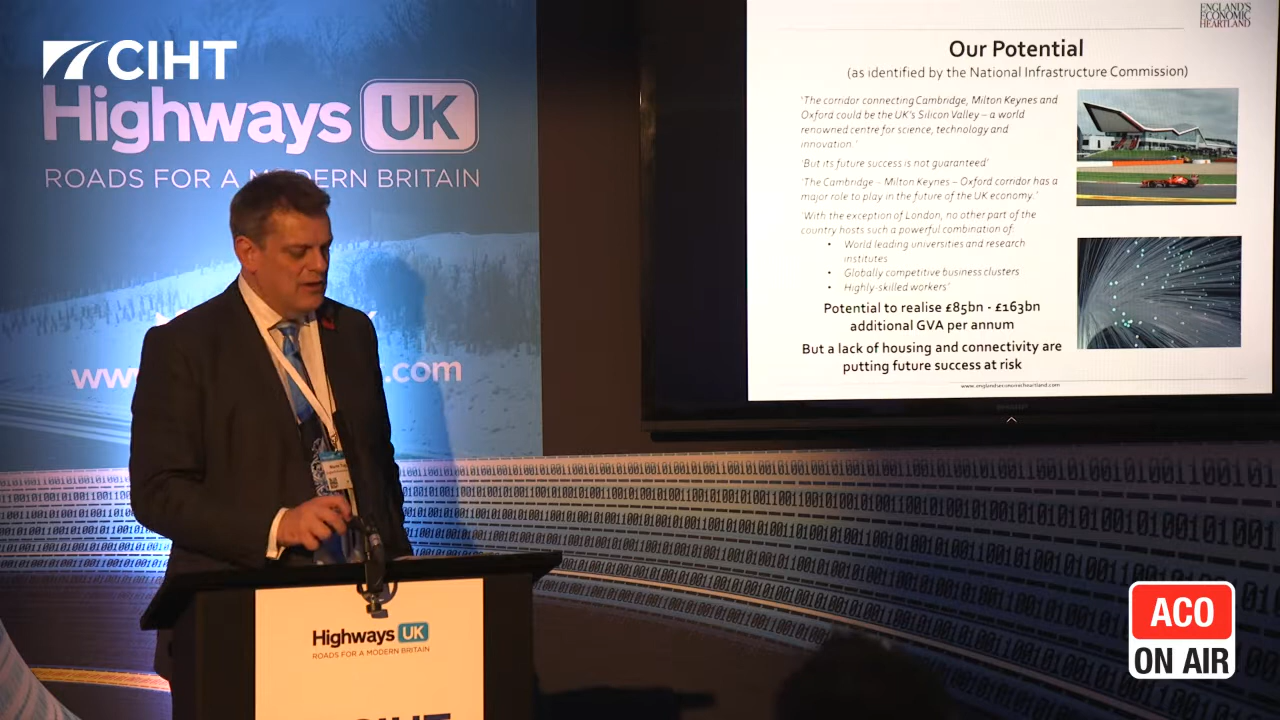 CIHT
Highways UK
ROADS FOR A MODERN BRITAIN
ww
.com
ENGLAND'S
ECONOMIC
HEARTLAND
Our Potential
(as identified by the National Infrastructure Commission)
'The corridor connecting Cambridge, Milton Keynes and
Oxford could be the UK's Silicon Valley – a world
renowned centre for science, technology and
innovation.'
'But its future success is not guaranteed'
'The Cambridge - Milton Keynes – Oxford corridor has a
major role to play in the future of the UK economy.'
'With the exception of London, no other part of the
country hosts such a powerful combination of:
• World leading universities and research
institutes
• Globally competitive business clusters
• Highly-skilled workers'
Potential to realise £85bn - £163bn
additional GVA per annum
But a lack of housing and connectivity are
putting future success at risk
www.englandseconomicheartland.com
Highways UK
ROADS FOR A MODERN BRITAIN
CIHT
ACO
ON AIR